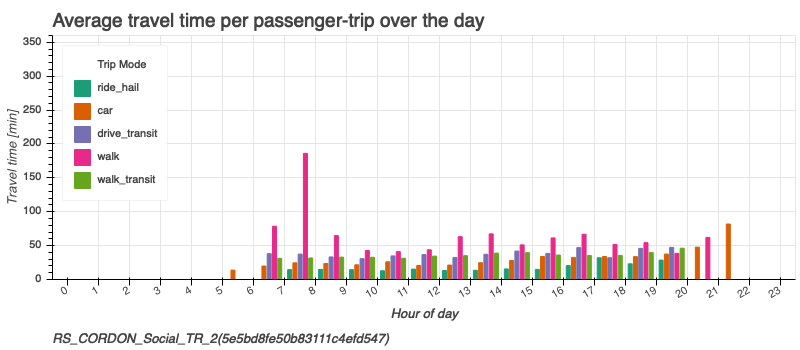 Average travel time per passenger-trip over the day
350
300
250
200
150
100
50
0
Travel time [min]
Trip Mode
ride_hail
car
drive_transit
walk
walk_transit
0 1 2 3 4 5 6 7 8 9 10 11 12 13 14 15 16 17 18 19 20 21 22 23
Hour of day
RS_CORDON_Social_TR_2(5e5bd8fe50b83111c4efd547)